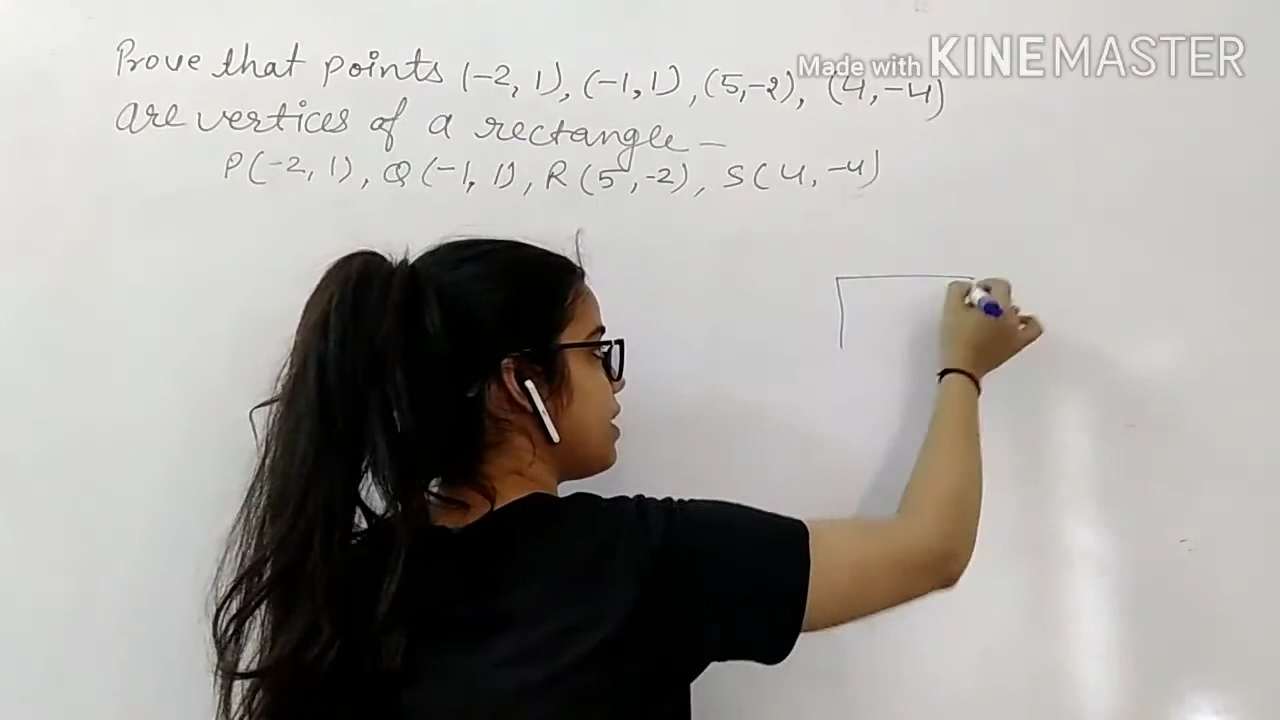 Prove that points (-2, 1), (-1, 1), (5, -2), (4, -4)
are vertices of a rectangle -
P(-2, 1), Q(-1, 1), R(5, -2), S(4, -4)
Made with KINEMASTER